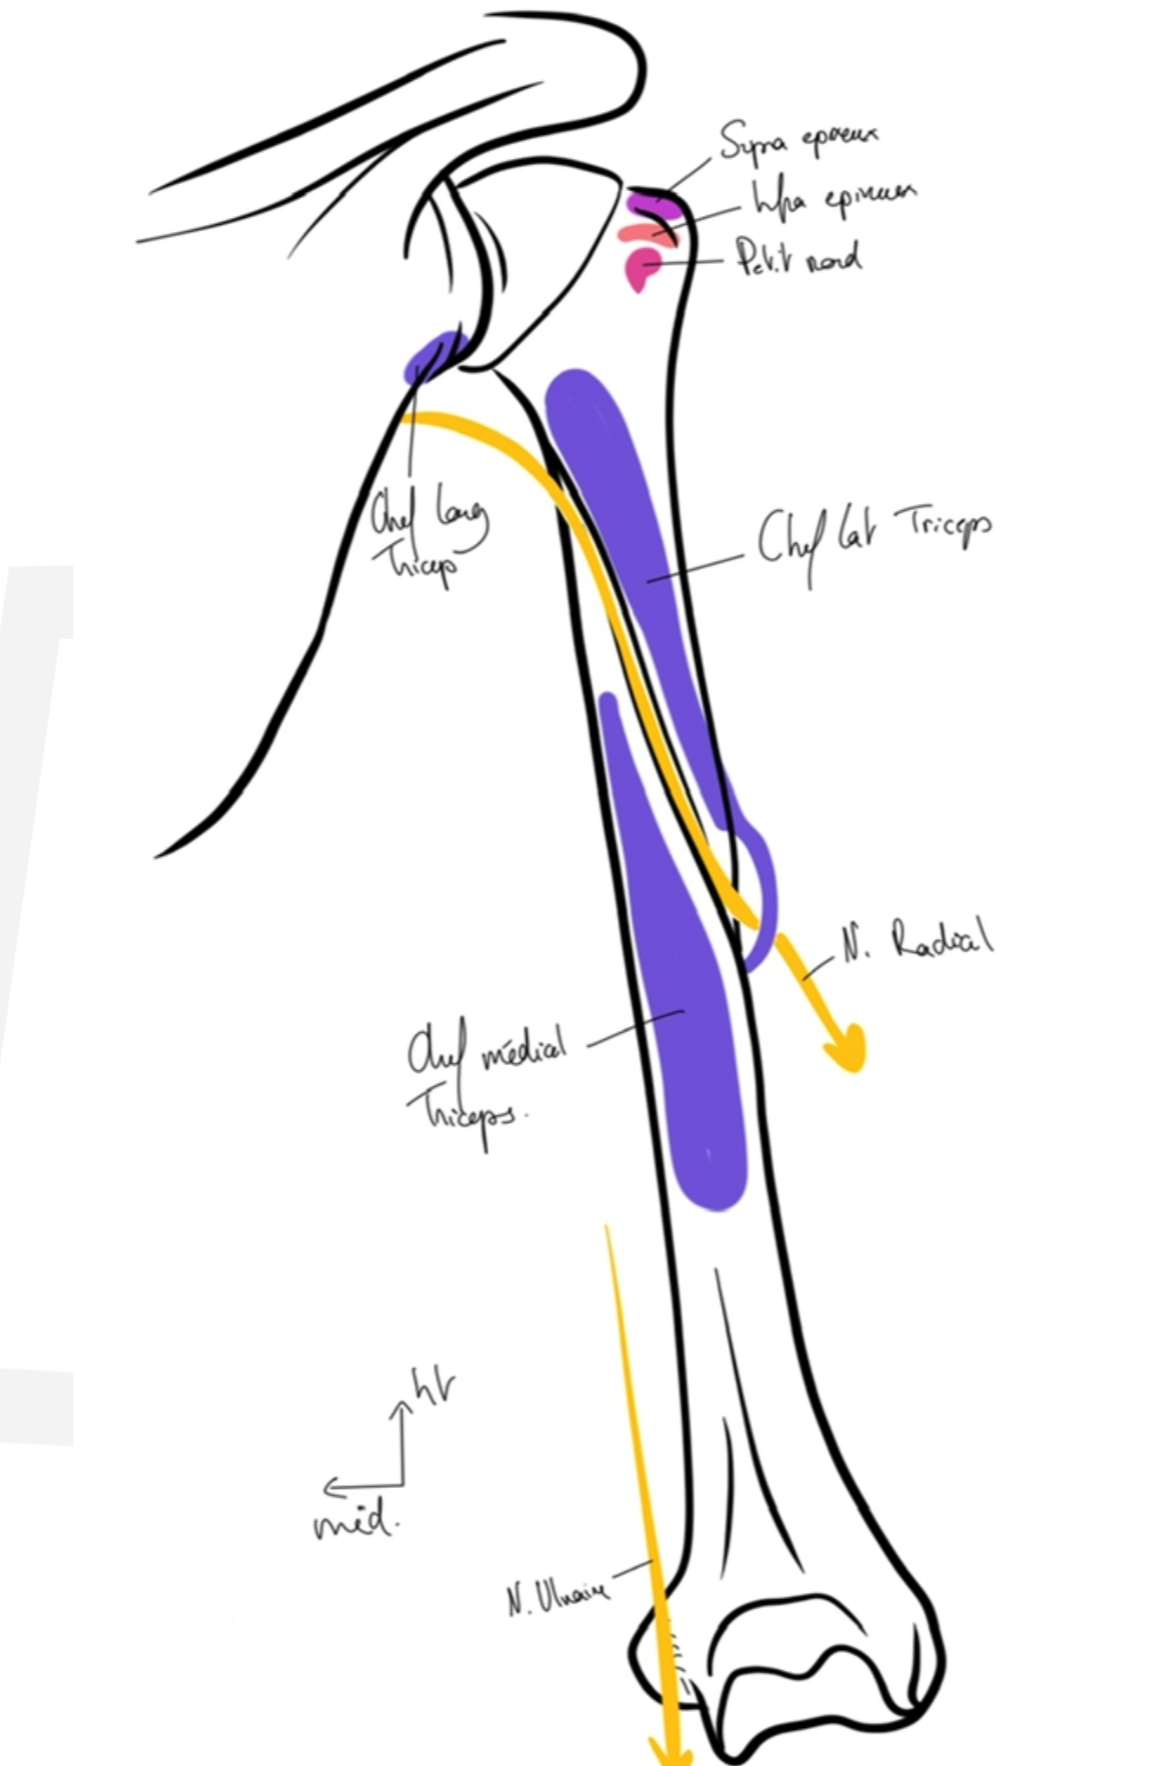 Supra epineux
Infra epineux
Petit rond
Chef long
Triceps
Chef lat Triceps
N. Radial
Chef médial
Triceps.
ht
méd.
N. Ulnaire